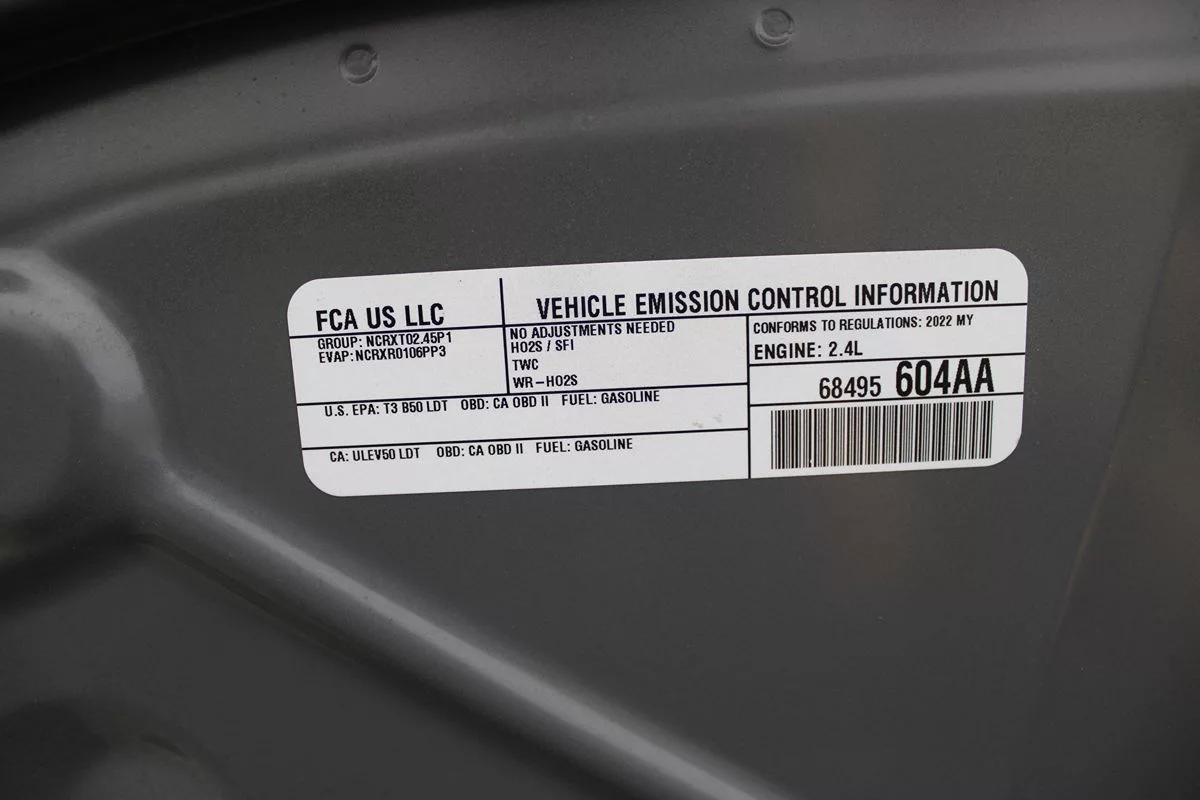 FCA US LLC
VEHICLE EMISSION CONTROL INFORMATION
GROUP: NCRXT02.45P1
EVAP: NCRXR0106PP3
NO ADJUSTMENTS NEEDED
HO2S / SFI
TWC
WR-HO2S
CONFORMS TO REGULATIONS: 2022 MY
ENGINE: 2.4L
68495 604AA
U.S. EPA: T3 B50 LDT OBD: CA OBD II FUEL: GASOLINE
CA: ULEV50 LDT OBD: CA OBD II FUEL: GASOLINE